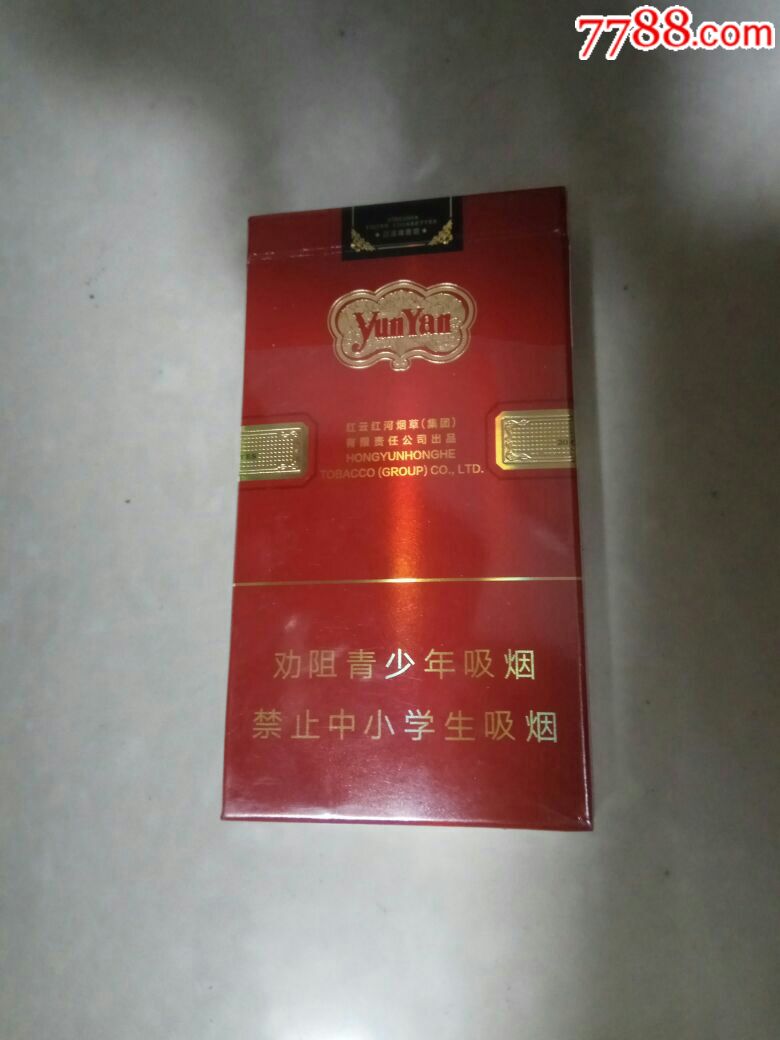 7788.com
YunYan
红云红河烟草(集团)
有限责任公司出品
HONGYUNHONGHE
TOBACCO (GROUP) CO., LTD.
劝阻青少年吸烟
禁止中小学生吸烟